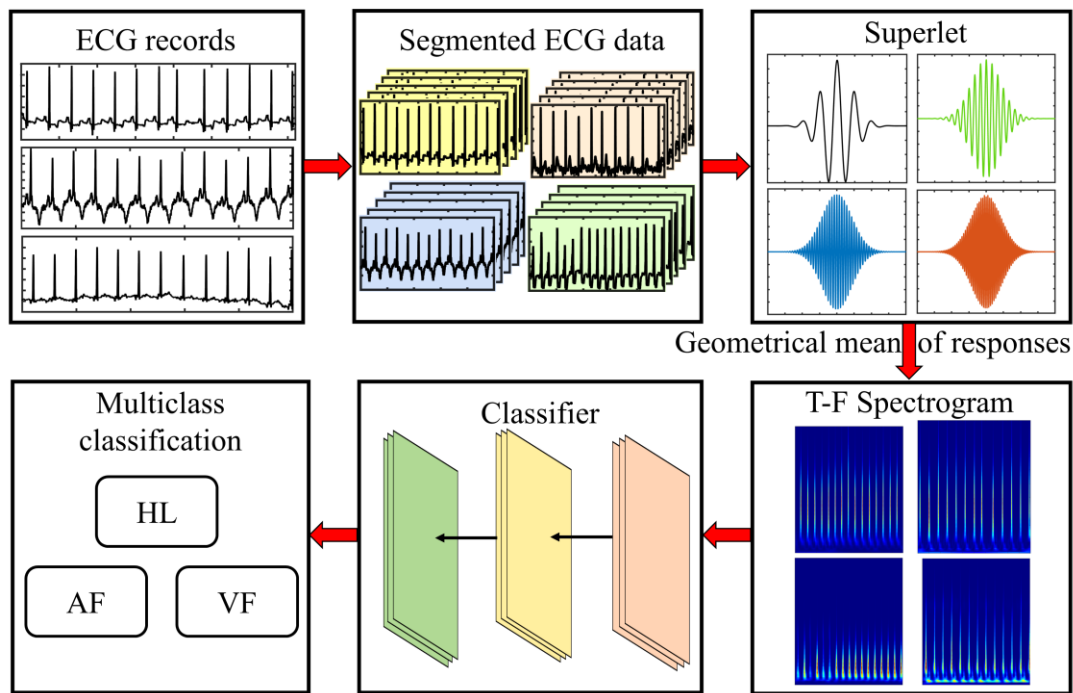 ECG records
Segmented ECG data
Superlet
Geometrical mean of responses
T-F Spectrogram
Classifier
Multiclass
classification
HL
AF
VF